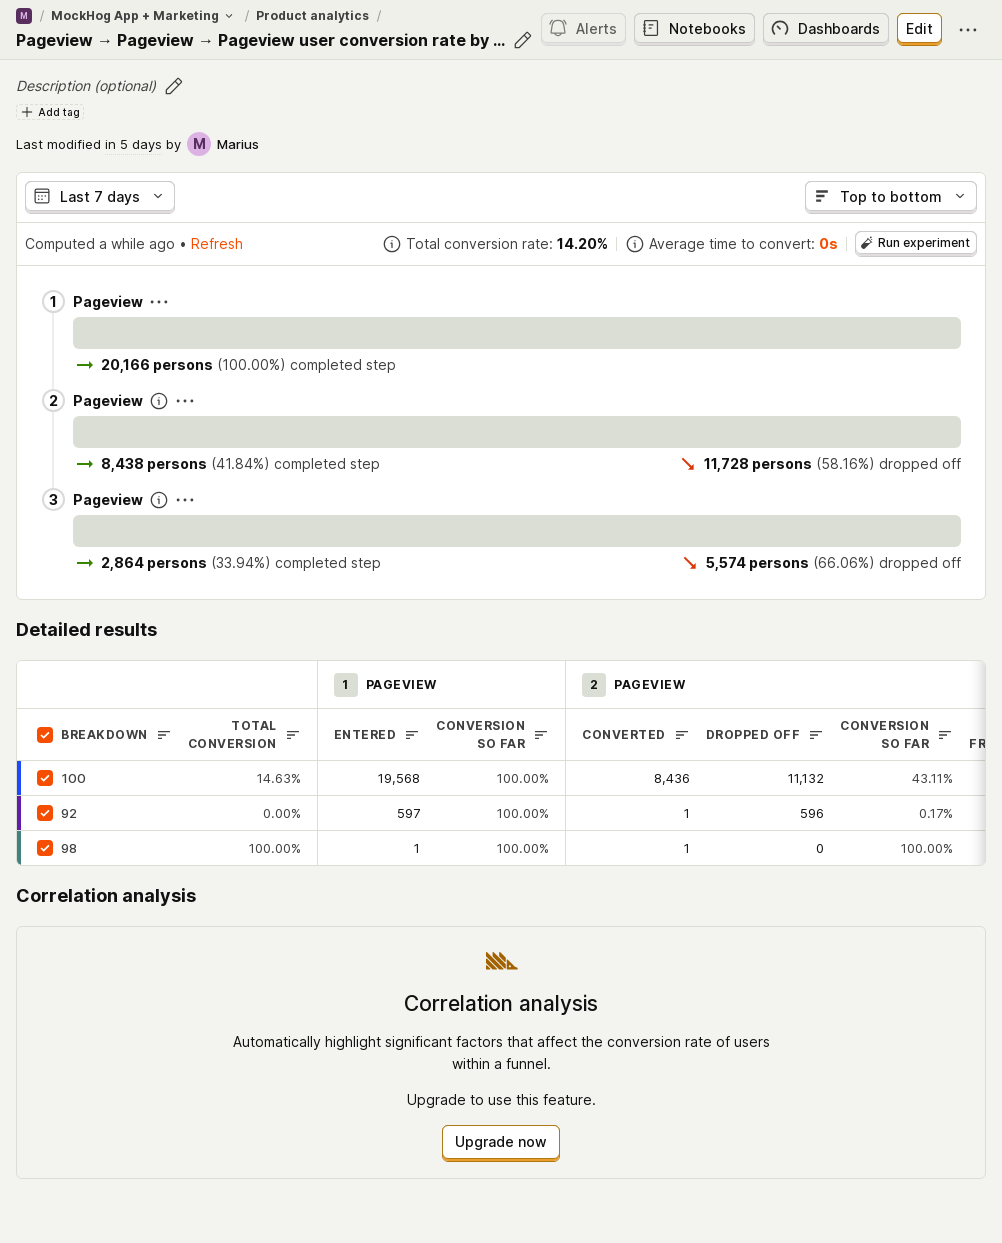 M / MockHog App + Marketing / Product analytics /
Pageview → Pageview → Pageview user conversion rate by ...
Alerts Notebooks Dashboards Edit
Description (optional)
Add tag
Last modified in 5 days by M Marius
Last 7 days Top to bottom
Computed a while ago • Refresh Total conversion rate: 14.20% Average time to convert: 0s Run experiment
1 Pageview
20,166 persons (100.00%) completed step
2 Pageview
8,438 persons (41.84%) completed step 11,728 persons (58.16%) dropped off
3 Pageview
2,864 persons (33.94%) completed step 5,574 persons (66.06%) dropped off
Detailed results
1 PAGEVIEW 2 PAGEVIEW
BREAKDOWN TOTAL CONVERSION ENTERED CONVERSION SO FAR CONVERTED DROPPED OFF CONVERSION SO FAR FR
100 14.63% 19,568 100.00% 8,436 11,132 43.11%
92 0.00% 597 100.00% 1 596 0.17%
98 100.00% 1 100.00% 1 0 100.00%
Correlation analysis
Correlation analysis
Automatically highlight significant factors that affect the conversion rate of users
within a funnel.
Upgrade to use this feature.
Upgrade now